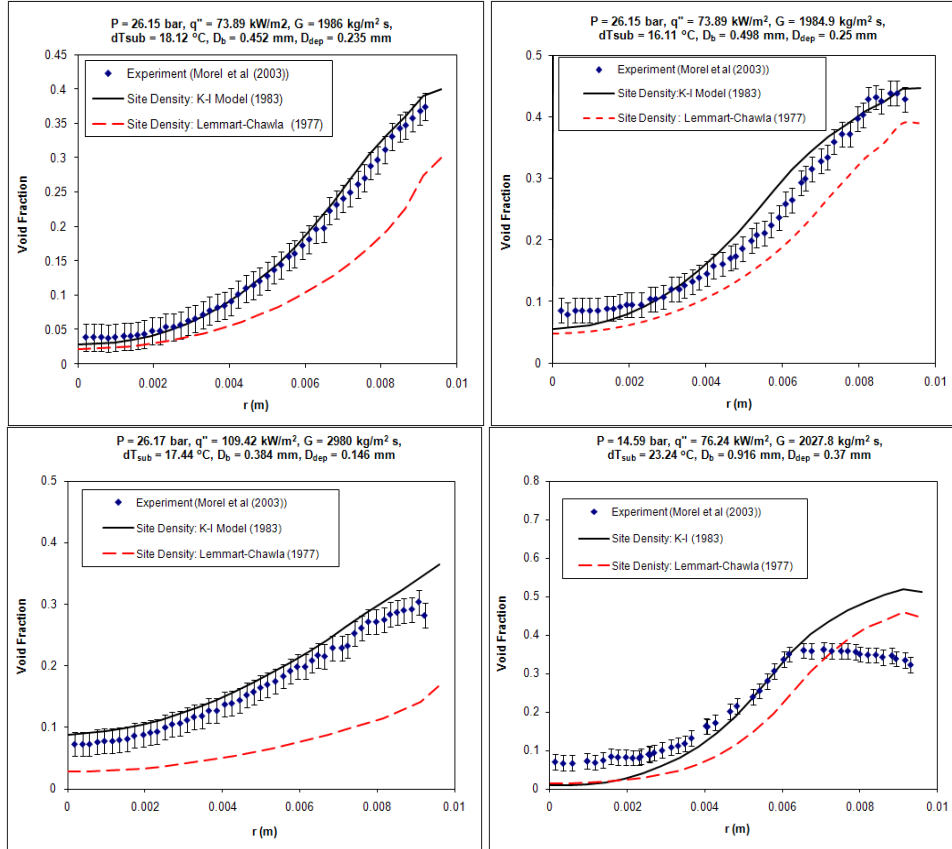 P = 26.15 bar, q" = 73.89 kW/m2, G = 1986 kg/m² s,
dTsub = 18.12 °C, Db = 0.452 mm, Ddep = 0.235 mm
0.45
0.4
0.35
0.3
0.25
0.2
0.15
0.1
0.05
0
Void Fraction
Experiment (Morel et al (2003))
Site Density: K-I Model (1983)
Site Density: Lemmart-Chawla (1977)
0 0.002 0.004 0.006 0.008 0.01
r (m)
P = 26.15 bar, q" = 73.89 kW/m², G = 1984.9 kg/m² s,
dTsub = 16.11 °C, Db = 0.498 mm, Ddep = 0.25 mm
0.5
0.4
0.3
0.2
0.1
0
Void Fraction
Experiment (Morel et al (2003))
Site Density:K-I Model (1983)
Site Density : Lemmart-Chawla (1977)
0 0.002 0.004 0.006 0.008 0.01
r (m)
P = 26.17 bar, q" = 109.42 kW/m², G = 2980 kg/m² s,
dTsub = 17.44 °C, Db = 0.384 mm, Ddep = 0.146 mm
0.5
0.4
0.3
0.2
0.1
0
Void Fraction
Experiment (Morel et al (2003))
Site Density: K-I Model (1983)
Site Density: Lemmart-Chawla (1977)
0 0.002 0.004 0.006 0.008 0.01
r (m)
P = 14.59 bar, q" = 76.24 kW/m², G = 2027.8 kg/m² s,
dTsub = 23.24 °C, Db = 0.916 mm, Ddep = 0.37 mm
0.8
0.7
0.6
0.5
0.4
0.3
0.2
0.1
0
Void Fraction
Experiment (Morel et al (2003))
Site Density: K-I (1983)
Site Denisty: Lemmart-Chawla (1977)
0 0.002 0.004 0.006 0.008 0.01
r (m)